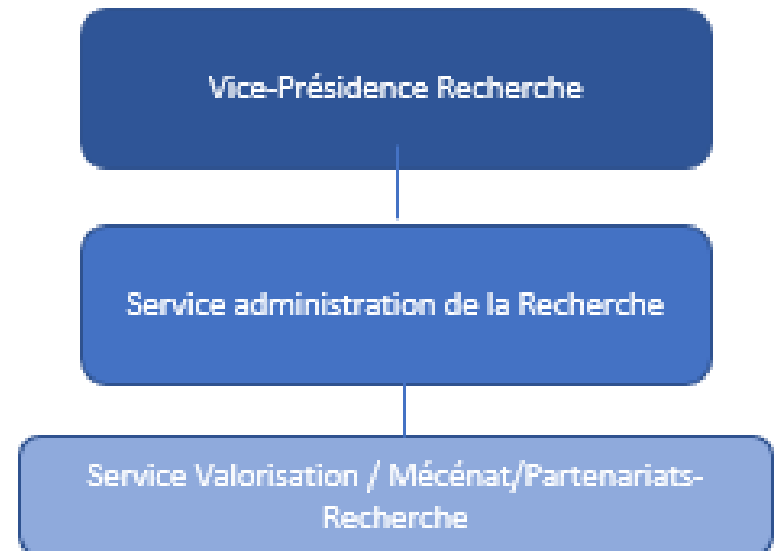 Vice-Présidence Recherche
Service administration de la Recherche
Service Valorisation / Mécénat/Partenariats-
Recherche